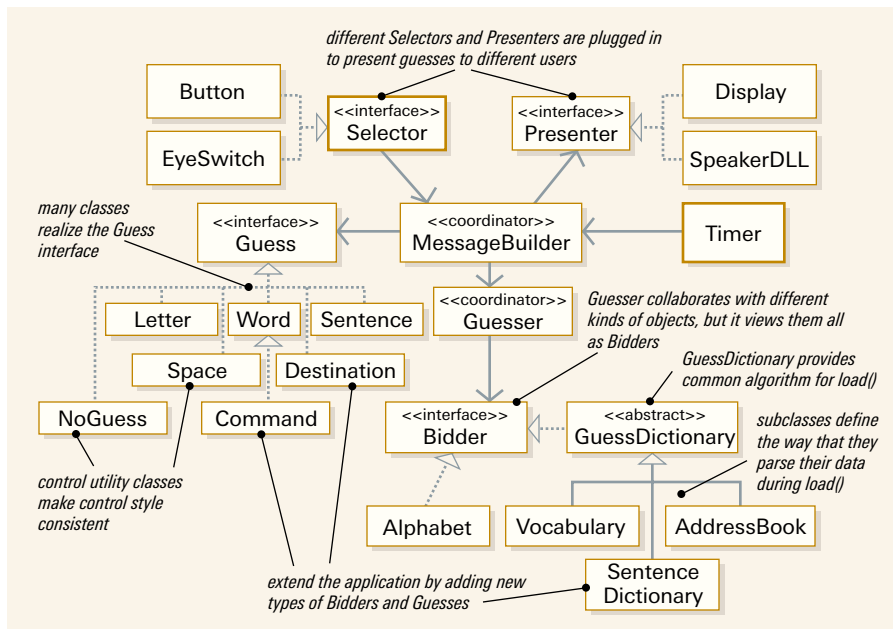 different Selectors and Presenters are plugged in
to present guesses to different users
Button
EyeSwitch
<<interface>>
Selector
<<interface>>
Presenter
Display
SpeakerDLL
many classes
realize the Guess
interface
<<interface>>
Guess
<<coordinator>>
MessageBuilder
Timer
<<coordinator>>
Guesser
Guesser collaborates with different
kinds of objects, but it views them all
as Bidders
Letter
Word
Sentence
Space
Destination
NoGuess
Command
GuessDictionary provides
common algorithm for load()
<<interface>>
Bidder
<<abstract>>
GuessDictionary
subclasses define
the way that they
parse their data
during load()
control utility classes
make control style
consistent
Alphabet
Vocabulary
AddressBook
Sentence
Dictionary
extend the application by adding new
types of Bidders and Guesses